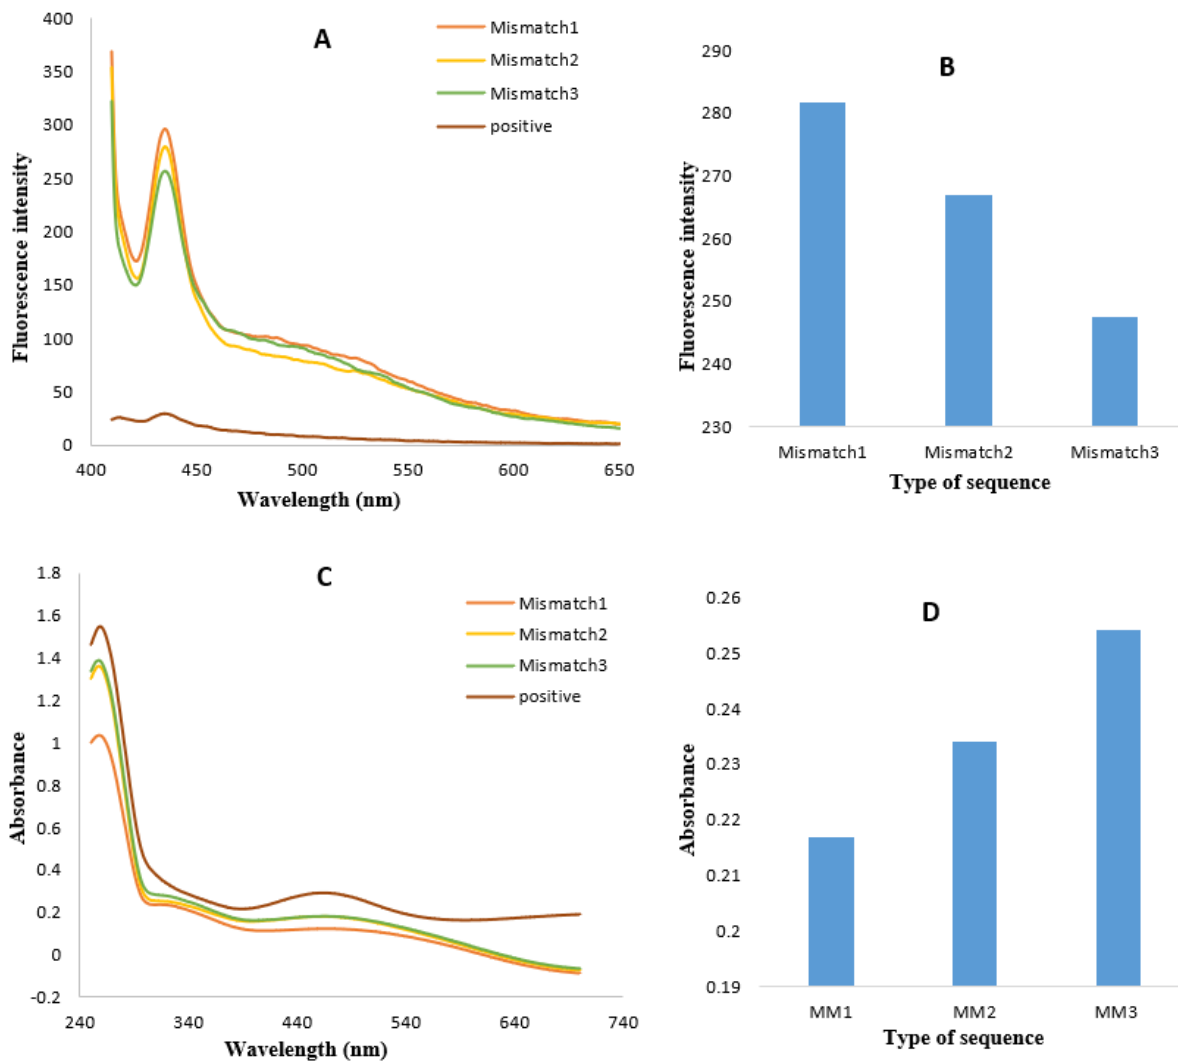 A
Mismatch1
Mismatch2
Mismatch3
positive
400
350
300
250
200
150
100
50
0
Fluorescence intensity
400 450 500 550 600 650
Wavelength (nm)
B
290
280
270
260
250
240
230
Fluorescence intensity
Mismatch1 Mismatch2 Mismatch3
Type of sequence
C
Mismatch1
Mismatch2
Mismatch3
positive
1.8
1.6
1.4
1.2
1
0.8
0.6
0.4
0.2
0
-0.2
Absorbance
240 340 440 540 640 740
Wavelength (nm)
D
0.26
0.25
0.24
0.23
0.22
0.21
0.2
0.19
Absorbance
MM1 MM2 MM3
Type of sequence